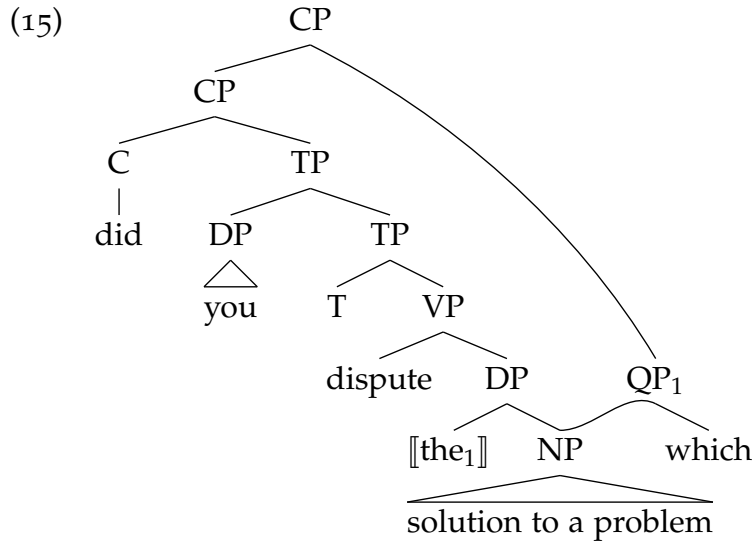 (15) CP
CP
C TP
did DP TP
you T VP
dispute DP QP₁
⟦the₁⟧ NP which
solution to a problem